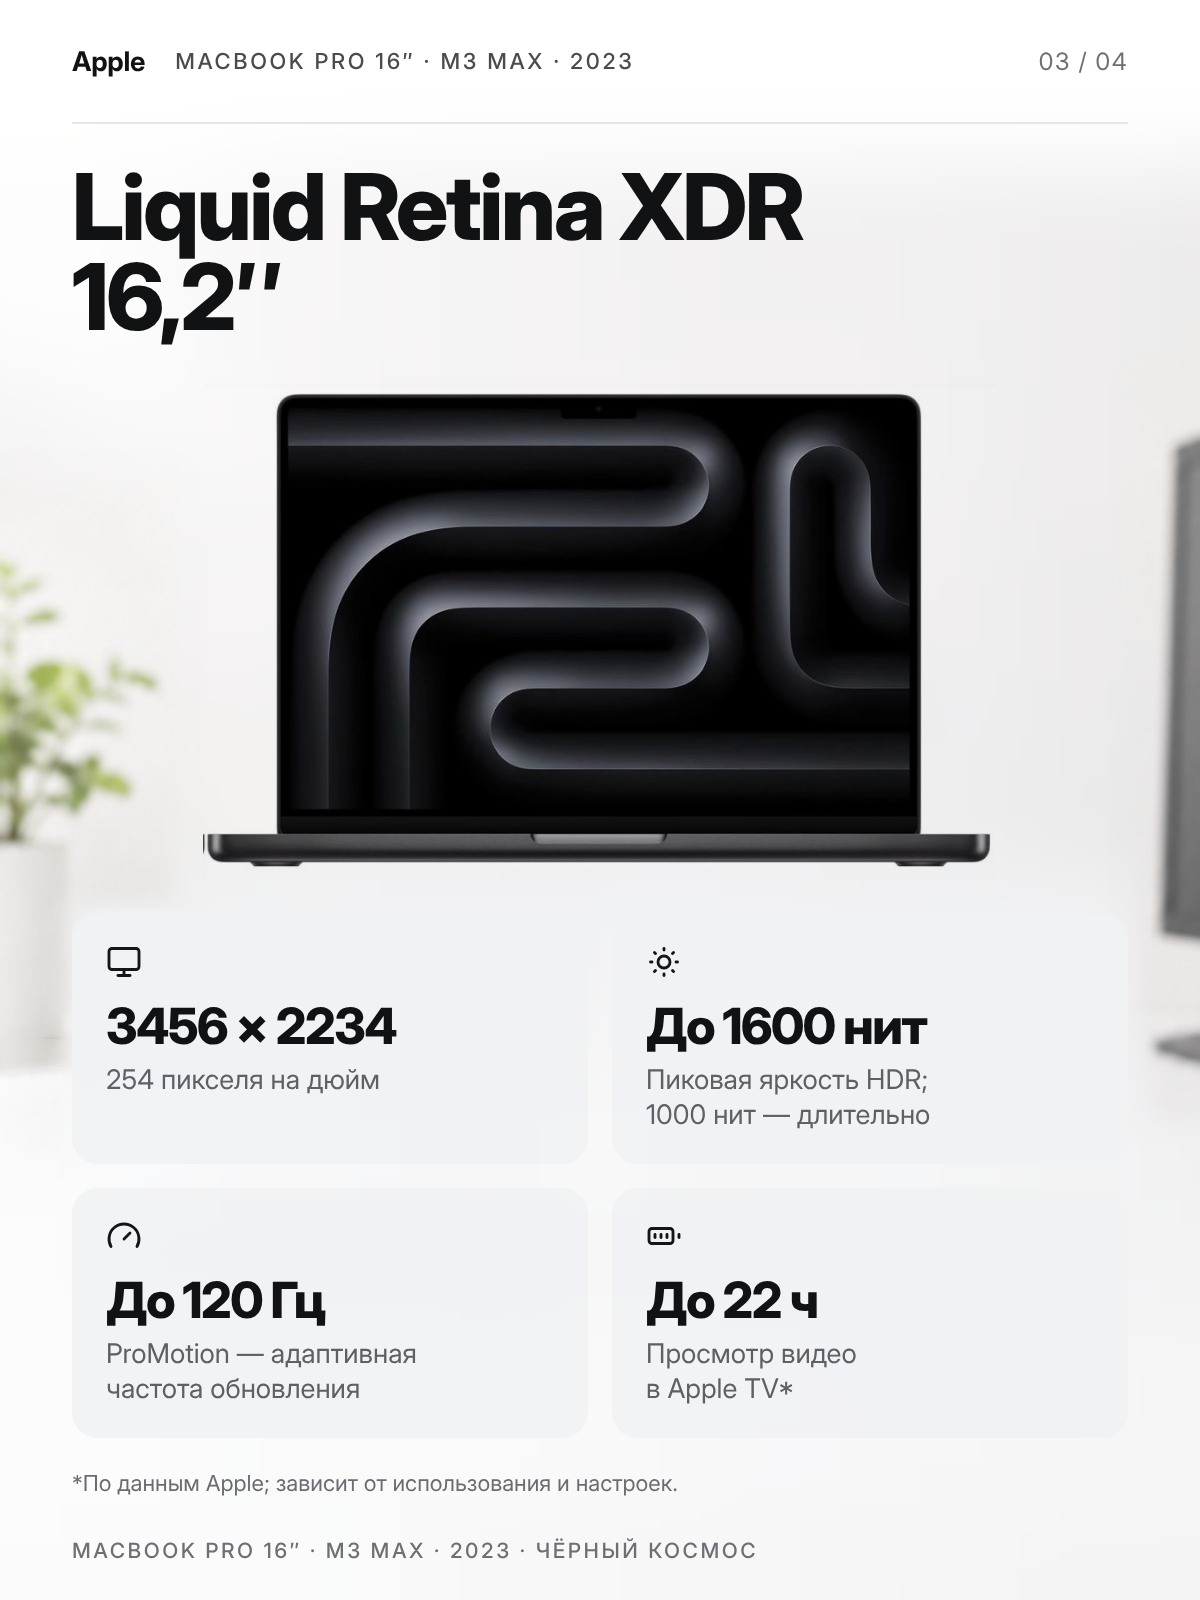 Apple MACBOOK PRO 16″ · M3 MAX · 2023 03 / 04
Liquid Retina XDR
16,2″
3456 × 2234
254 пикселя на дюйм
До 1600 нит
Пиковая яркость HDR;
1000 нит — длительно
До 120 Гц
ProMotion — адаптивная
частота обновления
До 22 ч
Просмотр видео
в Apple TV*
*По данным Apple; зависит от использования и настроек.
MACBOOK PRO 16″ · M3 MAX · 2023 · ЧЁРНЫЙ КОСМОС